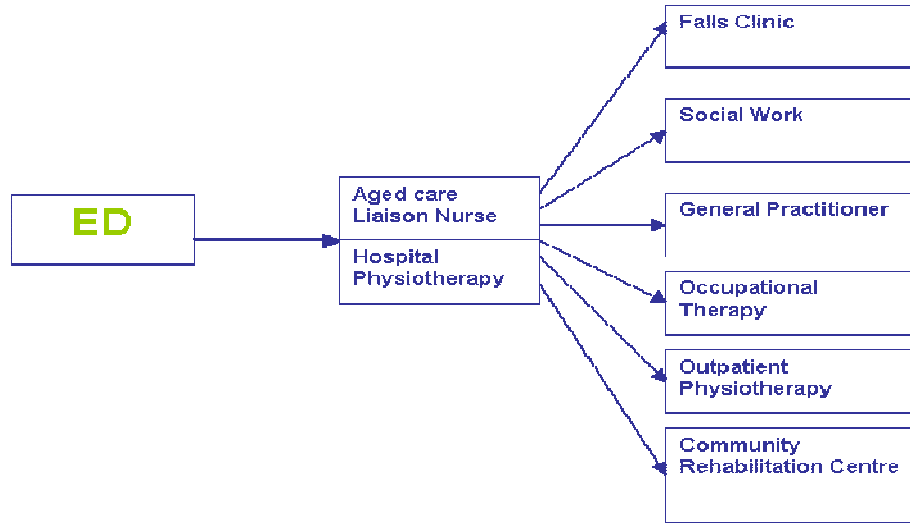 ED
Aged care
Liaison Nurse
Hospital
Physiotherapy
Falls Clinic
Social Work
General Practitioner
Occupational
Therapy
Outpatient
Physiotherapy
Community
Rehabilitation Centre